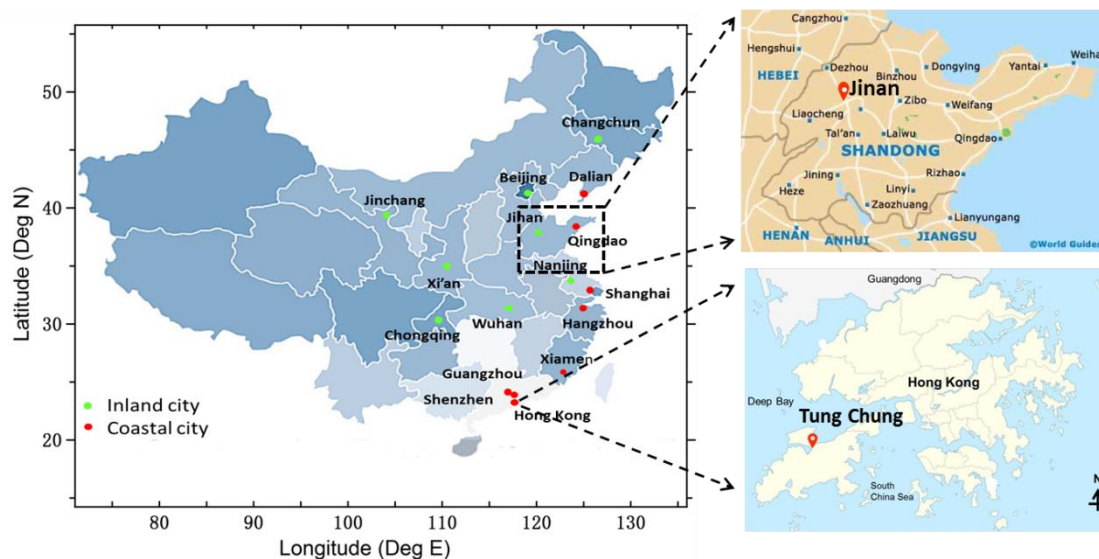 Latitude (Deg N)
50
40
30
20
80
90
100
110
120
130
Longitude (Deg E)
Changchun
Beijing
Dalian
Jinchang
Jihan
Qingdao
Nanjing
Xi'an
Shanghai
Wuhan
Hangzhou
Chongqing
Xiamen
Guangzhou
Shenzhen
Hong Kong
Inland city
Coastal city
Cangzhou
Hengshui
Weiha
Yantai
Dezhou
Dongying
HEBEI
Binzhou
Jinan
Zibo
Weifang
Liaocheng
Tai'an
Laiwu
Qingdao
SHANDONG
Jining
Rizhao
Heze
Linyi
Zaozhuang
Lianyungang
HENAN
ANHUI
JIANGSU
©World Guides
Guangdong
Hong Kong
Deep Bay
Tung Chung
South
China Sea
N